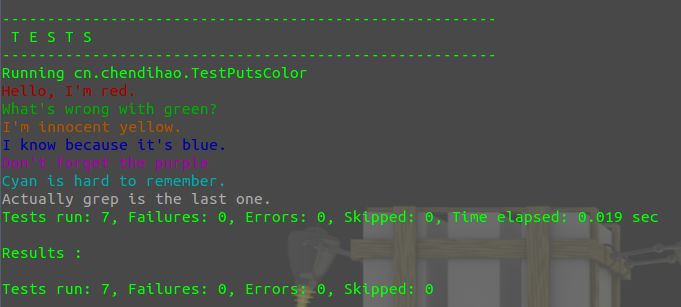 -------------------------------------------------------
T E S T S
-------------------------------------------------------
Running cn.chendihao.TestPutsColor
Hello, I'm red.
What's wrong with green?
I'm innocent yellow.
I know because it's blue.
Don't forget the purple
Cyan is hard to remember.
Actually grep is the last one.
Tests run: 7, Failures: 0, Errors: 0, Skipped: 0, Time elapsed: 0.019 sec
Results :
Tests run: 7, Failures: 0, Errors: 0, Skipped: 0